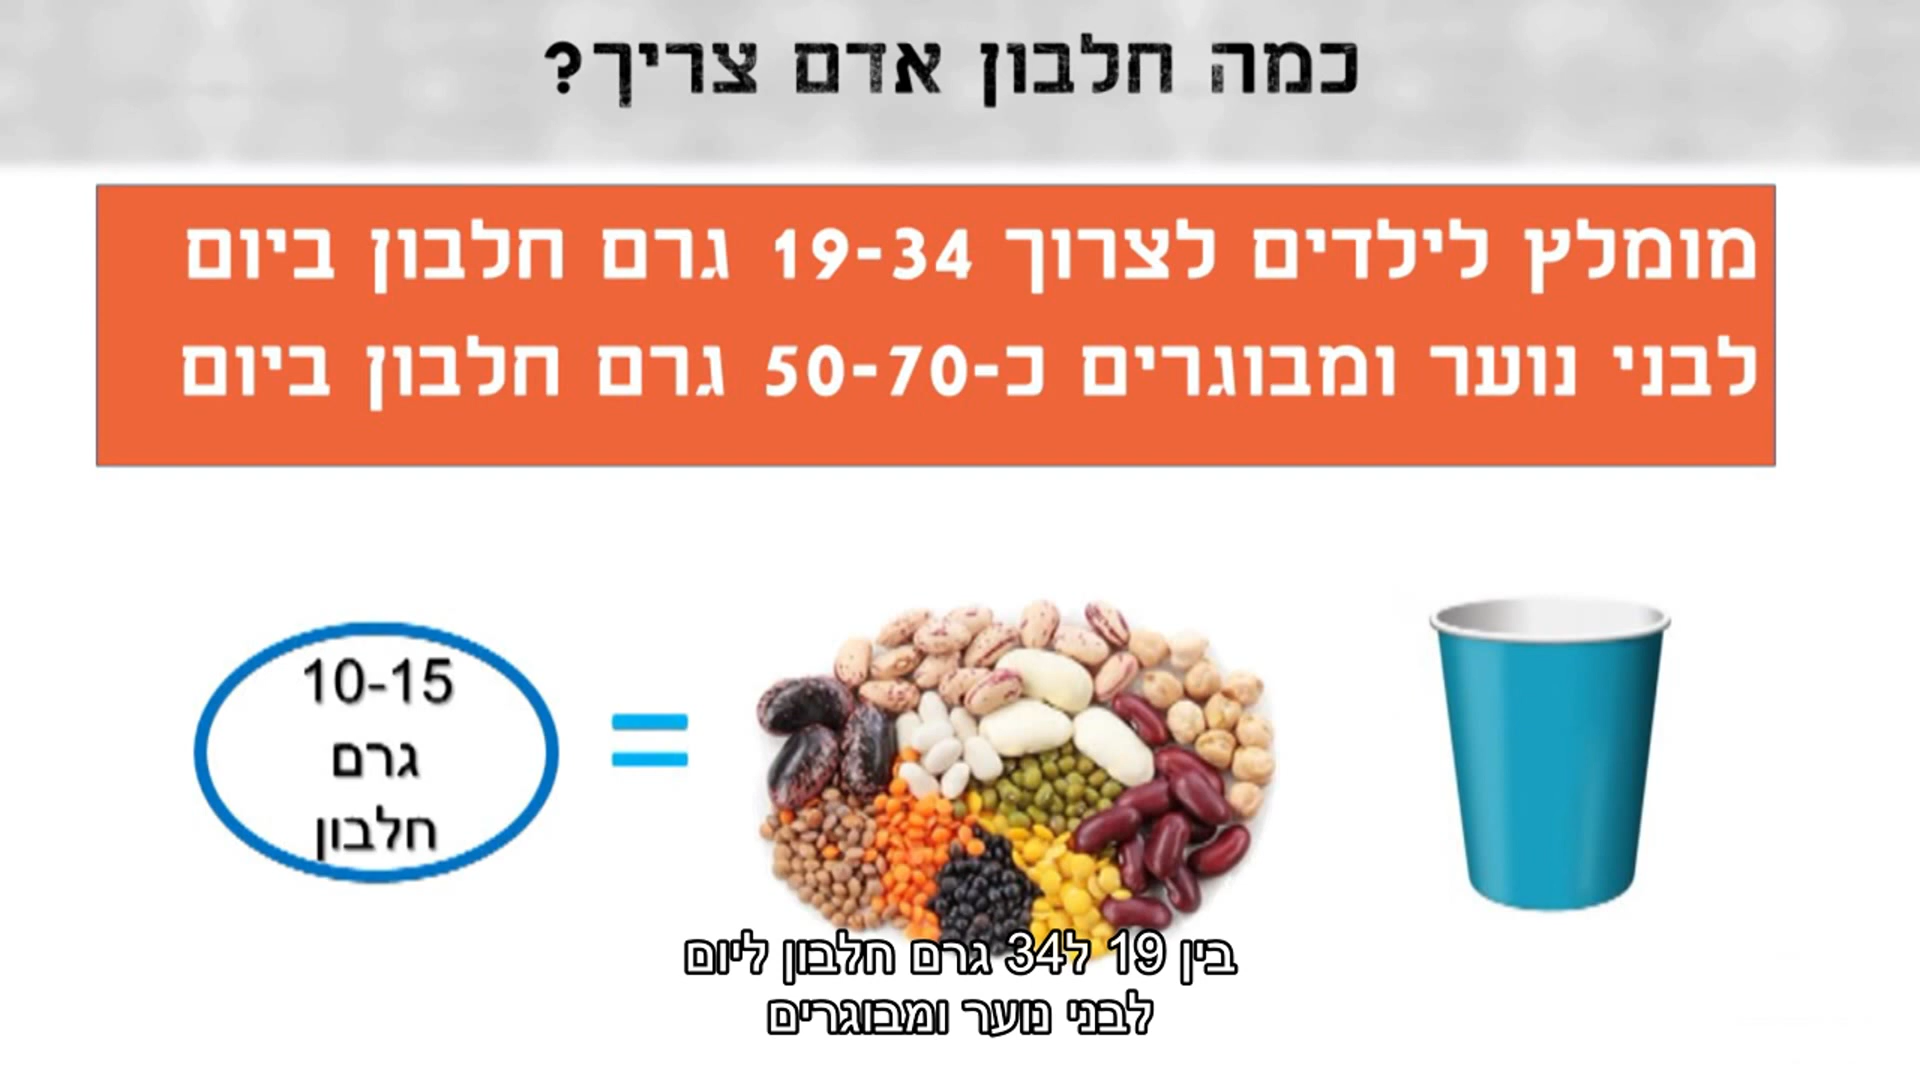 כמה חלבון אדם צריך?
מומלץ לילדים לצרוך 19-34 גרם חלבון ביום
לבני נוער ומבוגרים כ-50-70 גרם חלבון ביום
10-15
גרם
חלבון
=
בין 19 ל34 גרם חלבון ליום
לבני נוער ומבוגרים